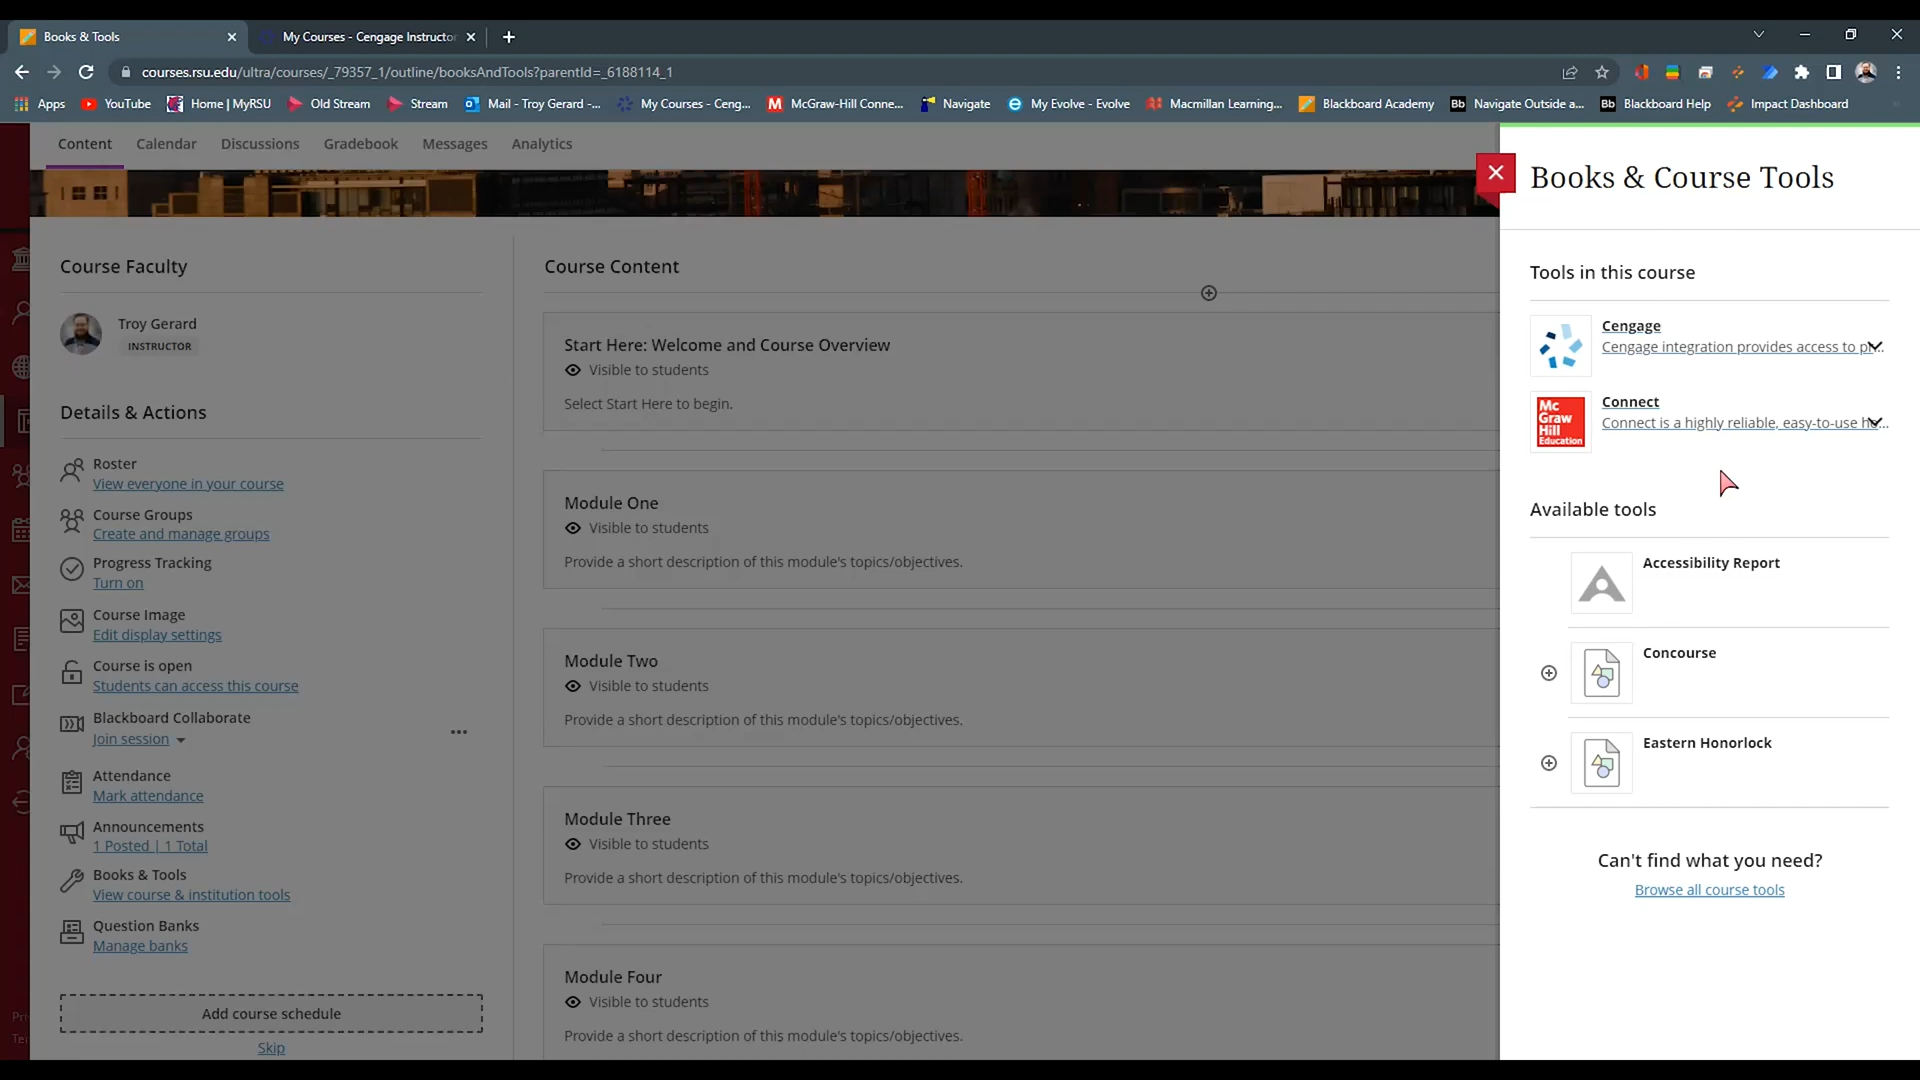 Books & Tools
My Courses - Cengage Instructor
courses.rsu.edu/ultra/courses/_79357_1/outline/booksAndTools?parentId=_6188114_1
Apps
YouTube
Home | MyRSU
Old Stream
Stream
Mail - Troy Gerard -...
My Courses - Ceng...
McGraw-Hill Conne...
Navigate
My Evolve - Evolve
Macmillan Learning...
Blackboard Academy
Bb
Navigate Outside a...
Bb
Blackboard Help
Impact Dashboard
Content
Calendar
Discussions
Gradebook
Messages
Analytics
Course Faculty
Troy Gerard
INSTRUCTOR
Details & Actions
Roster
View everyone in your course
Course Groups
Create and manage groups
Progress Tracking
Turn on
Course Image
Edit display settings
Course is open
Students can access this course
Blackboard Collaborate
Join session
Attendance
Mark attendance
Announcements
1 Posted | 1 Total
Books & Tools
View course & institution tools
Question Banks
Manage banks
Add course schedule
Skip
Course Content
Start Here: Welcome and Course Overview
Visible to students
Select Start Here to begin.
Module One
Visible to students
Provide a short description of this module's topics/objectives.
Module Two
Visible to students
Provide a short description of this module's topics/objectives.
Module Three
Visible to students
Provide a short description of this module's topics/objectives.
Module Four
Visible to students
Provide a short description of this module's topics/objectives.
Books & Course Tools
Tools in this course
Cengage
Cengage integration provides access to
Mc
Graw
Hill
Education
Connect
Connect is a highly reliable, easy-to-use
Available tools
Accessibility Report
Concourse
Eastern Honorlock
Can't find what you need?
Browse all course tools